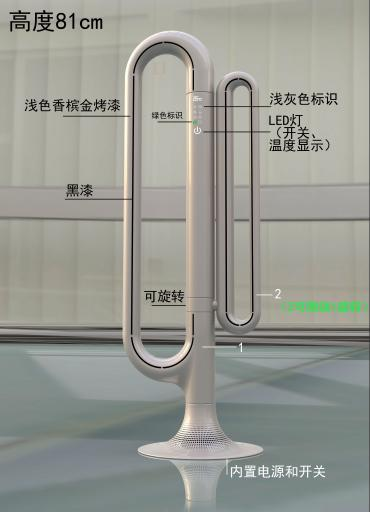 高度81cm
浅色香槟金烤漆
浅灰色标识
绿色标识
LED灯
（开关、
温度显示）
黑漆
可旋转
2
1
内置电源和开关